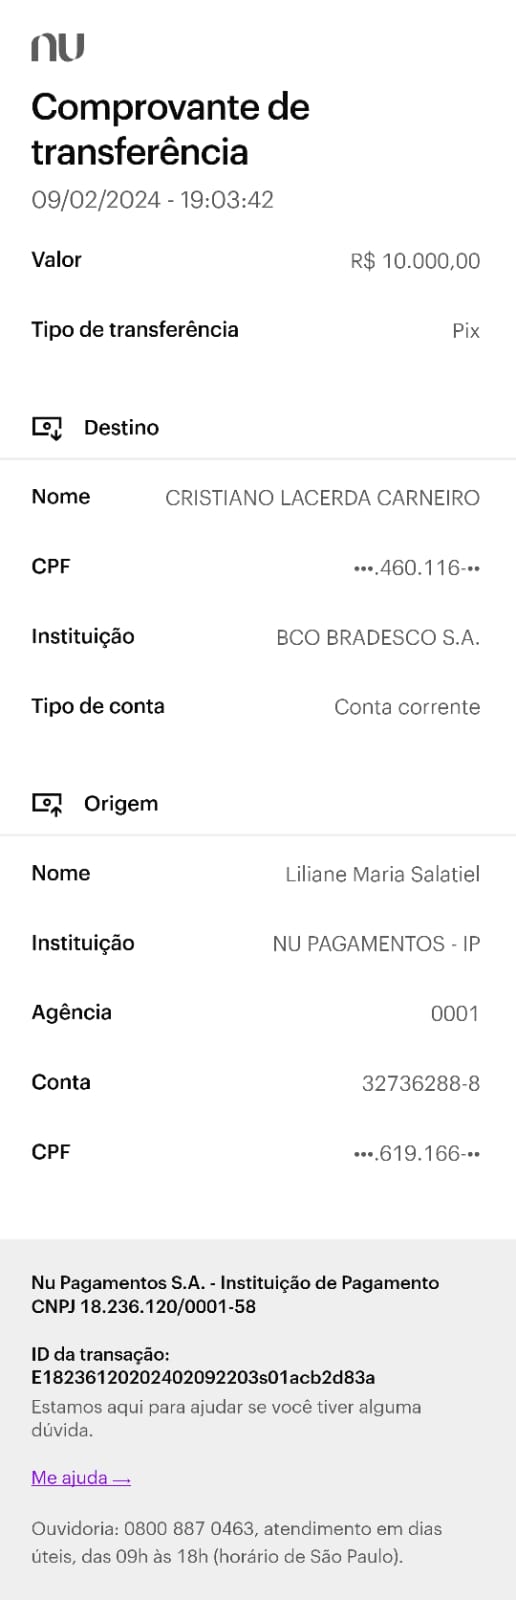 nu
Comprovante de
transferência
09/02/2024 - 19:03:42
Valor R$ 10.000,00
Tipo de transferência Pix
Destino
Nome CRISTIANO LACERDA CARNEIRO
CPF •••.460.116-••
Instituição BCO BRADESCO S.A.
Tipo de conta Conta corrente
Origem
Nome Liliane Maria Salatiel
Instituição NU PAGAMENTOS - IP
Agência 0001
Conta 32736288-8
CPF •••.619.166-••
Nu Pagamentos S.A. - Instituição de Pagamento
CNPJ 18.236.120/0001-58
ID da transação:
E18236120202402092203s01acb2d83a
Estamos aqui para ajudar se você tiver alguma
dúvida.
Me ajuda →
Ouvidoria: 0800 887 0463, atendimento em dias
úteis, das 09h às 18h (horário de São Paulo).